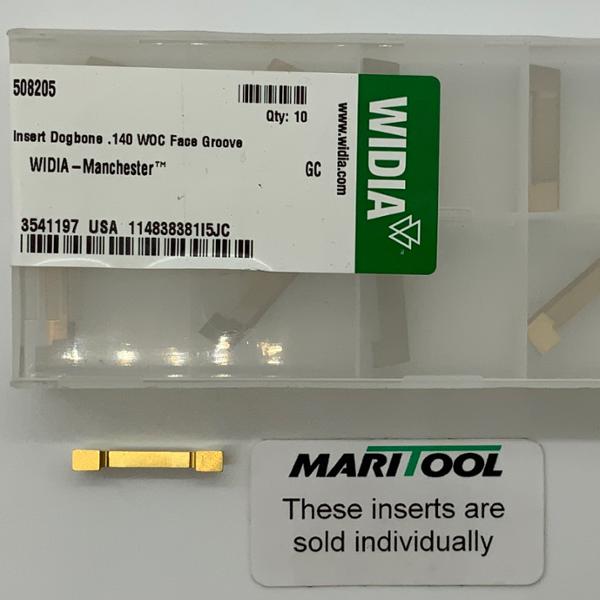 508205
Qty: 10
Insert Dogbone .140 WOC Face Groove
WIDIA-Manchester™
GC
3541197 USA 114838381I5JC
www.widia.com
WIDIA
MARITOOL
These inserts are
sold individually